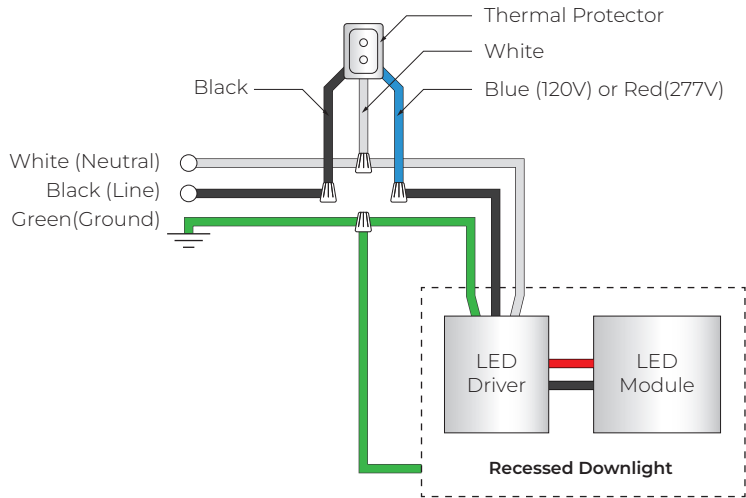 Thermal Protector
White
Black
Blue (120V) or Red(277V)
White (Neutral)
Black (Line)
Green(Ground)
LED
Driver
LED
Module
Recessed Downlight